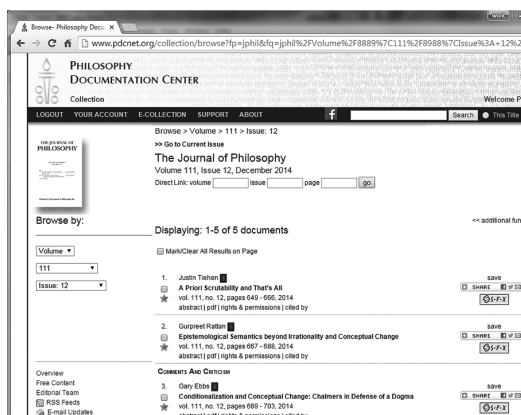 Browse- Philosophy Docu
www.pdcnet.org/collection/browse?fp=jphil&fq=jphil%2FVolume%2F8889%7C111%2F8988%7CIssue%3A+12%2
PHILOSOPHY
DOCUMENTATION CENTER
Collection
Welcome P
LOGOUT YOUR ACCOUNT E-COLLECTION SUPPORT ABOUT
f
Search
This Title
THE JOURNAL OF
PHILOSOPHY
Browse > Volume > 111 > Issue: 12
>> Go to Current Issue
The Journal of Philosophy
Volume 111, Issue 12, December 2014
Direct Link: volume issue page go
Browse by:
<< additional fun
Displaying: 1-5 of 5 documents
Volume
111
Issue: 12
Mark/Clear All Results on Page
1. Justin Tiehen
save
A Priori Scrutability and That's All
SHARE
vol. 111, no. 12, pages 649 - 666, 2014
S·F·X
abstract | pdf | rights & permissions | cited by
2. Gurpreet Rattan
save
Epistemological Semantics beyond Irrationality and Conceptual Change
SHARE
vol. 111, no. 12, pages 667 - 688, 2014
S·F·X
abstract | pdf | rights & permissions | cited by
COMMENTS AND CRITICISM
3. Gary Ebbs
save
Conditionalization and Conceptual Change: Chalmers in Defense of a Dogma
SHARE
vol. 111, no. 12, pages 689 - 703, 2014
S·F·X
abstract | pdf | rights & permissions | cited by
Overview
Free Content
Editorial Team
RSS Feeds
E-mail Updates